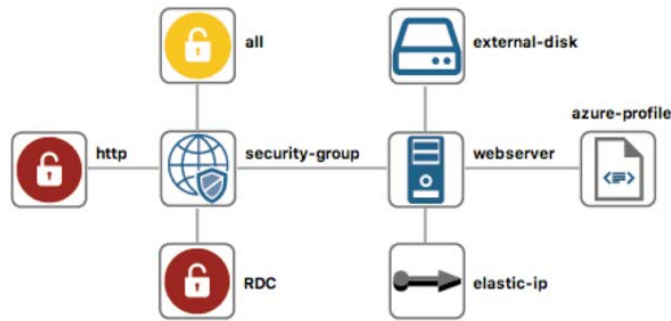 all
external-disk
azure-profile
http
security-group
webserver
<≡>
RDC
elastic-ip